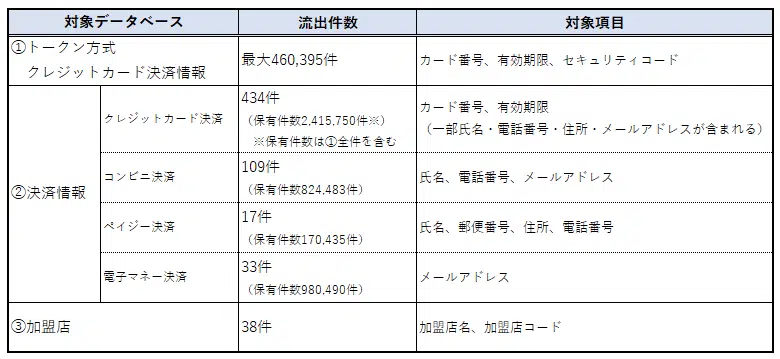 対象データベース 流出件数 対象項目
①トークン方式
クレジットカード決済情報
最大460,395件
カード番号、有効期限、セキュリティコード
②決済情報
クレジットカード決済
434件
（保有件数2,415,750件※）
※保有件数は①全件を含む
カード番号、有効期限
（一部氏名・電話番号・住所・メールアドレスが含まれる）
コンビニ決済
109件
（保有件数824,483件）
氏名、電話番号、メールアドレス
ペイジー決済
17件
（保有件数170,435件）
氏名、郵便番号、住所、電話番号
電子マネー決済
33件
（保有件数980,490件）
メールアドレス
③加盟店 38件 加盟店名、加盟店コード